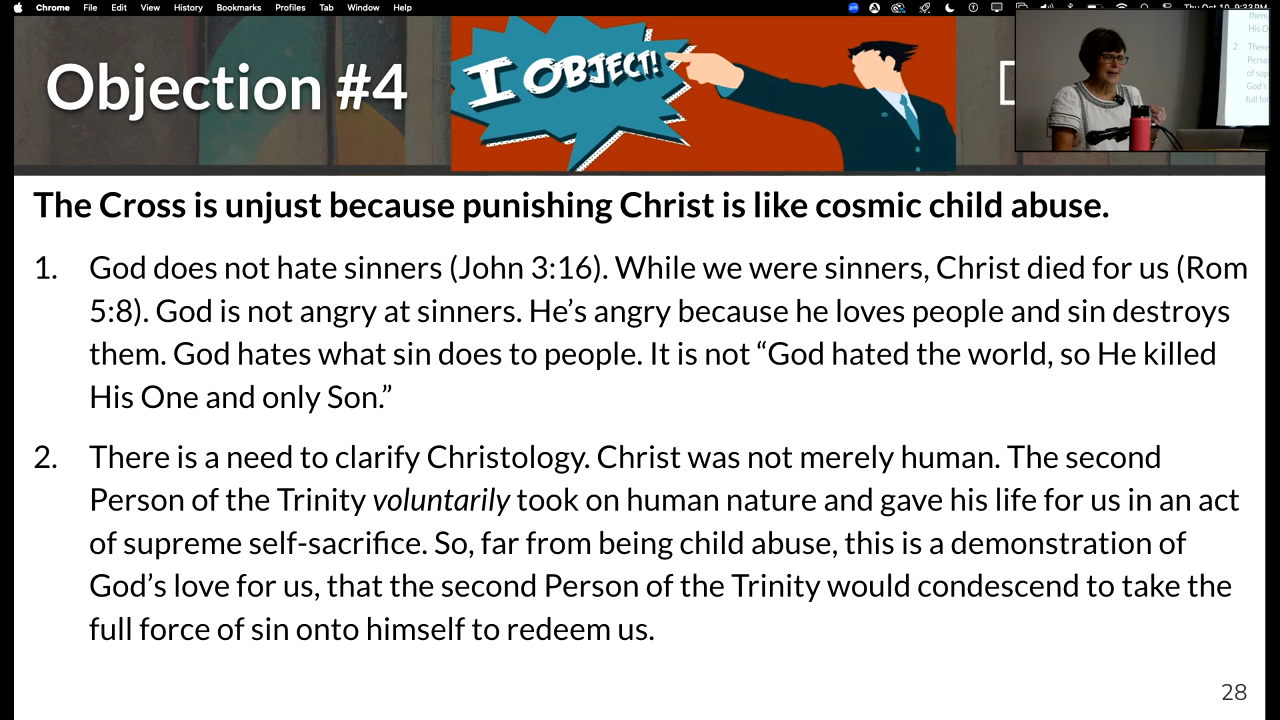 Chrome File Edit View History Bookmarks Profiles Tab Window Help
Objection #4
I OBJECT!
The Cross is unjust because punishing Christ is like cosmic child abuse.
1. God does not hate sinners (John 3:16). While we were sinners, Christ died for us (Rom
5:8). God is not angry at sinners. He’s angry because he loves people and sin destroys
them. God hates what sin does to people. It is not “God hated the world, so He killed
His One and only Son.”
2. There is a need to clarify Christology. Christ was not merely human. The second
Person of the Trinity voluntarily took on human nature and gave his life for us in an act
of supreme self-sacrifice. So, far from being child abuse, this is a demonstration of
God’s love for us, that the second Person of the Trinity would condescend to take the
full force of sin onto himself to redeem us.
28